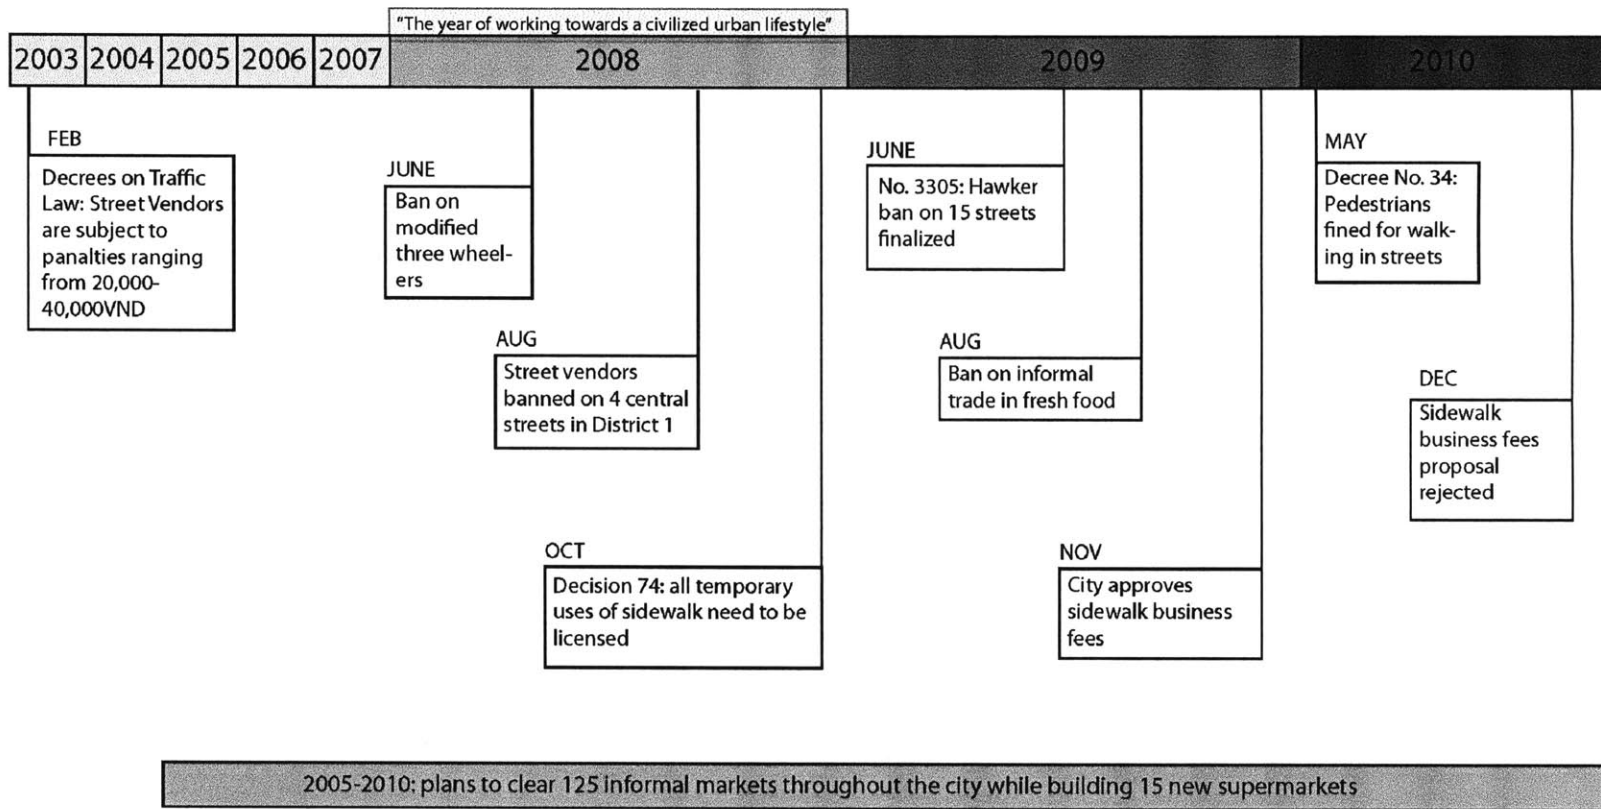 "The year of working towards a civilized urban lifestyle"
2003 2004 2005 2006 2007 2008 2009 2010
FEB
Decrees on Traffic
Law: Street Vendors
are subject to
panalties ranging
from 20,000-
40,000VND
JUNE
Ban on
modified
three wheel-
ers
AUG
Street vendors
banned on 4 central
streets in District 1
OCT
Decision 74: all temporary
uses of sidewalk need to be
licensed
JUNE
No. 3305: Hawker
ban on 15 streets
finalized
AUG
Ban on informal
trade in fresh food
NOV
City approves
sidewalk business
fees
MAY
Decree No. 34:
Pedestrians
fined for walk-
ing in streets
DEC
Sidewalk
business fees
proposal
rejected
2005-2010: plans to clear 125 informal markets throughout the city while building 15 new supermarkets